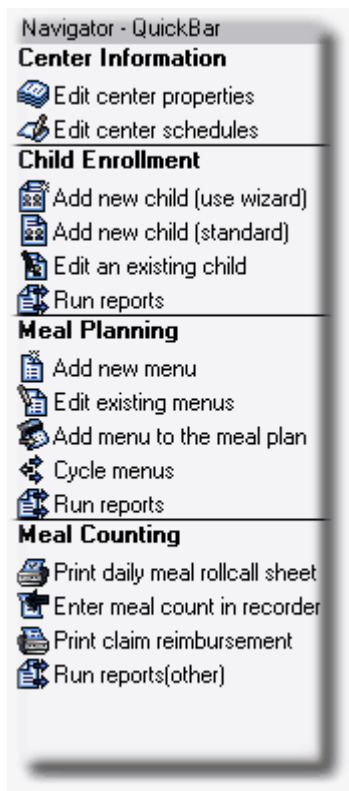 Navigator - QuickBar
Center Information
Edit center properties
Edit center schedules
Child Enrollment
Add new child (use wizard)
Add new child (standard)
Edit an existing child
Run reports
Meal Planning
Add new menu
Edit existing menus
Add menu to the meal plan
Cycle menus
Run reports
Meal Counting
Print daily meal rollcall sheet
Enter meal count in recorder
Print claim reimbursement
Run reports(other)